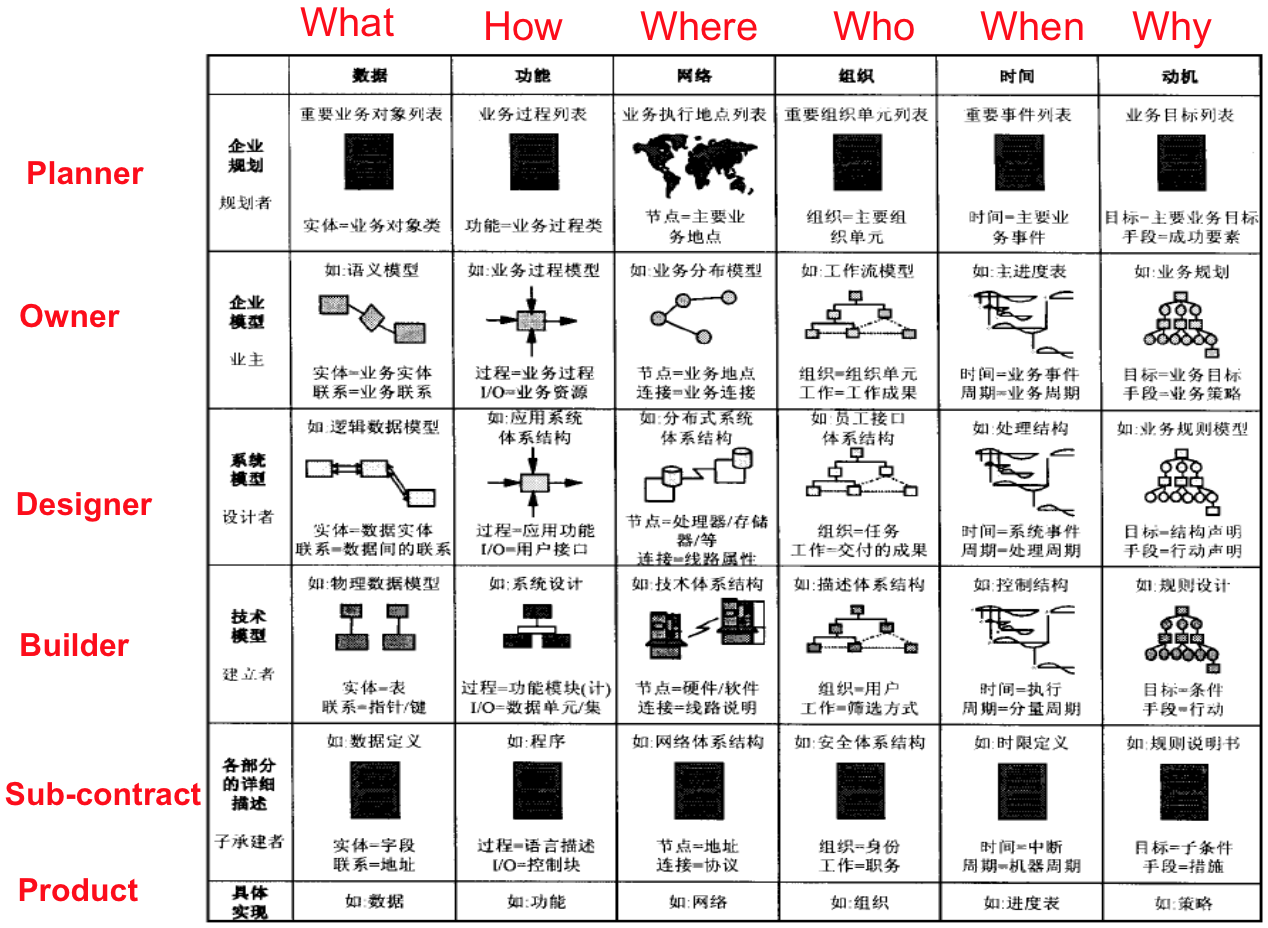 What How Where Who When Why
数据 功能 网络 组织 时间 动机
Planner
企业
规划
规划者
重要业务对象列表
实体=业务对象类
业务过程列表
功能=业务过程类
业务执行地点列表
节点=主要业
务地点
重要组织单元列表
组织=主要组
织单元
重要事件列表
时间=主要业
务事件
业务目标列表
目标=主要业务目标
手段=成功要素
Owner
企业
模型
业主
如:语义模型
实体=业务实体
联系=业务联系
如:业务过程模型
过程=业务过程
I/O=业务资源
如:业务分布模型
节点=业务地点
连接=业务连接
如:工作流模型
组织=组织单元
工作=工作成果
如:主进度表
时间=业务事件
周期=业务周期
如:业务规划
目标=业务目标
手段=业务策略
Designer
系统
模型
设计者
如:逻辑数据模型
实体=数据实体
联系=数据间的联系
如:应用系统
体系结构
过程=应用功能
I/O=用户接口
如:分布式系统
体系结构
节点=处理器/存储
器/等
连接=线路属性
如:员工接口
体系结构
组织=任务
工作=交付的成果
如:处理结构
时间=系统事件
周期=处理周期
如:业务规则模型
目标=结构声明
手段=行动声明
Builder
技术
模型
建立者
如:物理数据模型
实体=表
联系=指针/键
如:系统设计
过程=功能模块(计)
I/O=数据单元/集
如:技术体系结构
节点=硬件/软件
连接=线路说明
如:描述体系结构
组织=用户
工作=筛选方式
如:控制结构
时间=执行
周期=分量周期
如:规则设计
目标=条件
手段=行动
Sub-contract
各部分
的详细
描述
子承建者
如:数据定义
实体=字段
联系=地址
如:程序
过程=语言描述
I/O=控制块
如:网络体系结构
节点=地址
连接=协议
如:安全体系结构
组织=身份
工作=职务
如:时限定义
时间=中断
周期=机器周期
如:规则说明书
目标=子条件
手段=措施
Product
具体
实现
如:数据
如:功能
如:网络
如:组织
如:进度表
如:策略